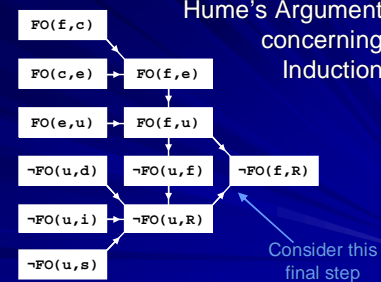 Hume's Argument
concerning
Induction
FO(f,c)
FO(c,e)
FO(f,e)
FO(e,u)
FO(f,u)
¬FO(u,d)
¬FO(u,f)
¬FO(f,R)
¬FO(u,i)
¬FO(u,R)
¬FO(u,s)
Consider this
final step